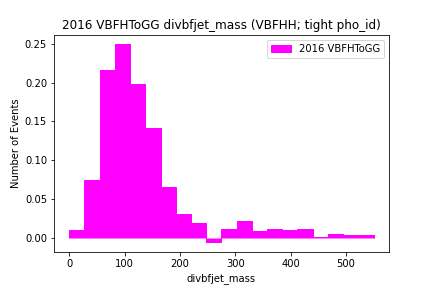 2016 VBFHToGG divbfjet_mass (VBFHH; tight pho_id)
2016 VBFHToGG
0.25
0.20
0.15
0.10
0.05
0.00
Number of Events
0 100 200 300 400 500
divbfjet_mass